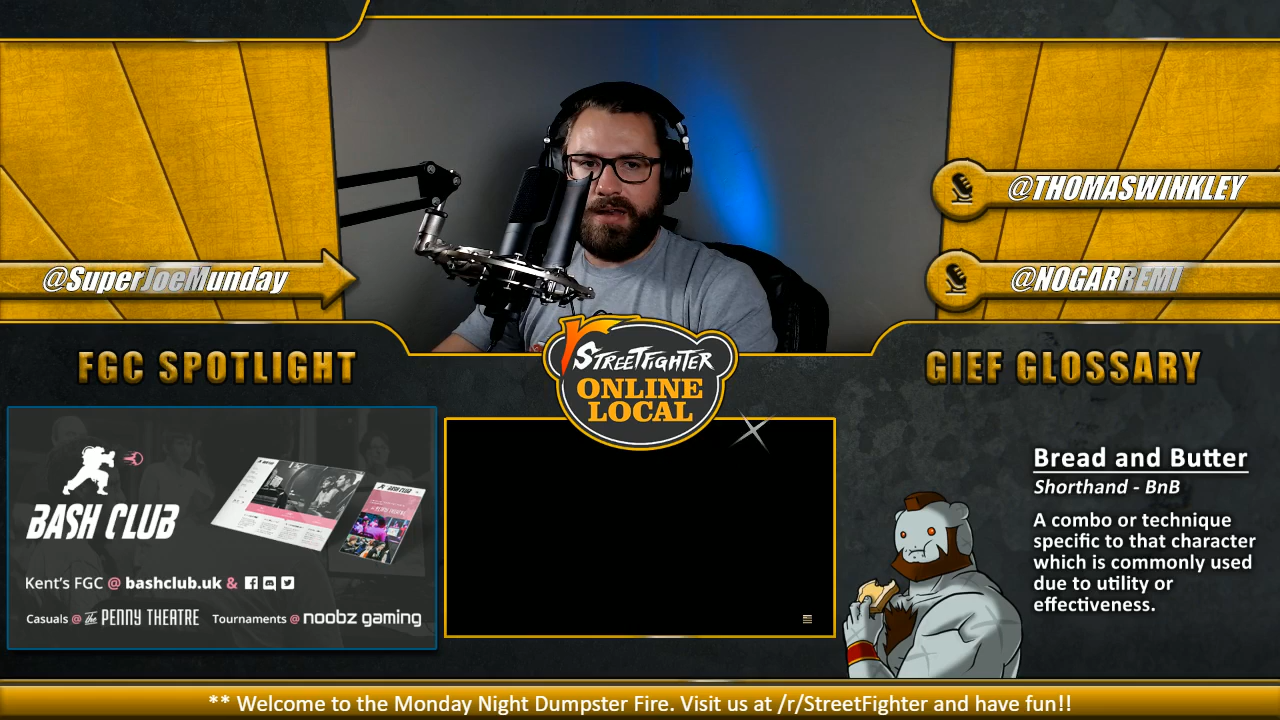 @THOMASWINKLEY
@SuperJoeMunday
@NOGARREMI
FGC SPOTLIGHT
STREETFIGHTER
ONLINE
LOCAL
GIEF GLOSSARY
BASH CLUB
Kent's FGC @ bashclub.uk &
Casuals @ The PENNY THEATRE Tournaments @ noobz gaming
Bread and Butter
Shorthand - BnB
A combo or technique
specific to that character
which is commonly used
due to utility or
effectiveness.
** Welcome to the Monday Night Dumpster Fire. Visit us at /r/StreetFighter and have fun!!